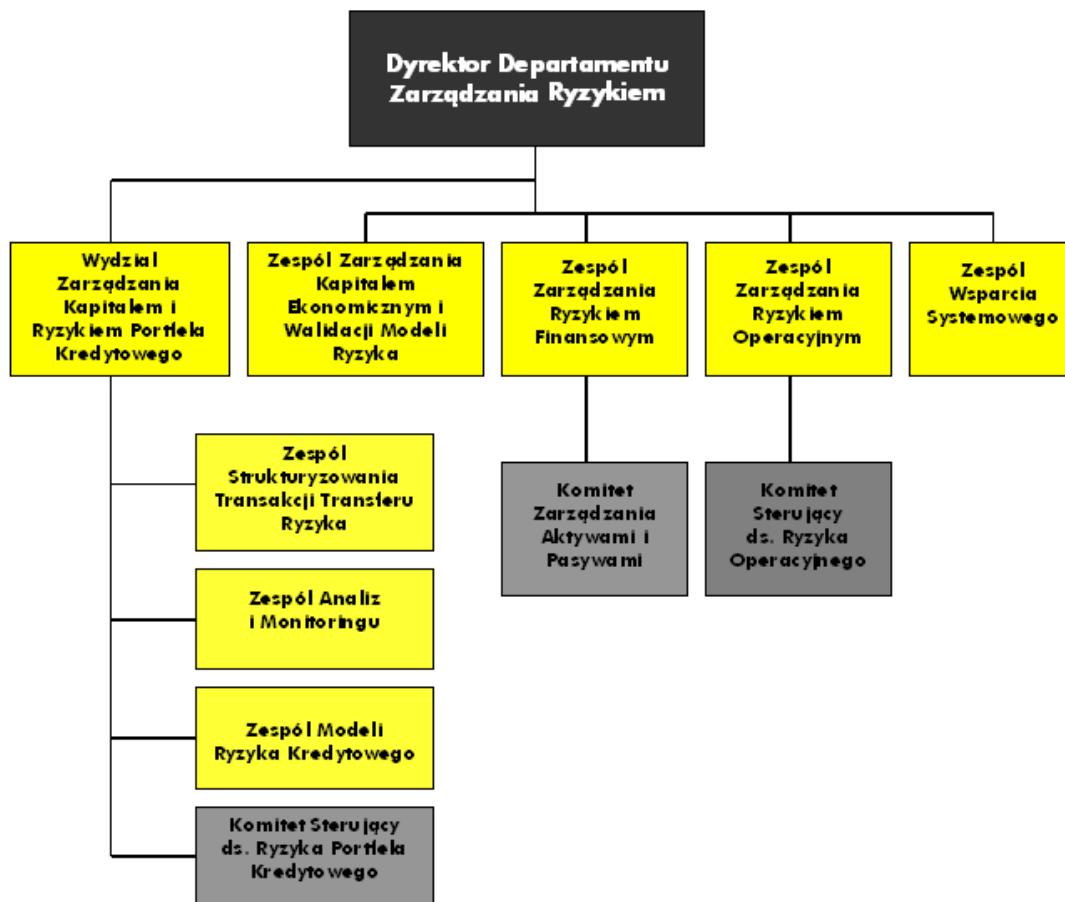 Dyrektor Departamentu
Zarządzania Ryzykiem
Wydział
Zarządzania
Kapitałem i
Ryzykiem Portfela
Kredytowego
Zespół Zarządzania
Kapitałem
Ekonomicznym i
Walidacji Modeli
Ryzyka
Zespół
Zarządzania
Ryzykiem
Finansowym
Zespół
Zarządzania
Ryzykiem
Operacyjnym
Zespół
Wsparcia
Systemowego
Zespół
Strukturyzowania
Transakcji Transferu
Ryzyka
Komitet
Zarządzania
Aktywami i
Pasywami
Komitet
Sterujący
ds. Ryzyka
Operacyjnego
Zespół Analiz
i Monitoringu
Zespół Modeli
Ryzyka Kredytowego
Komitet Sterujący
ds. Ryzyka Portfela
Kredytowego